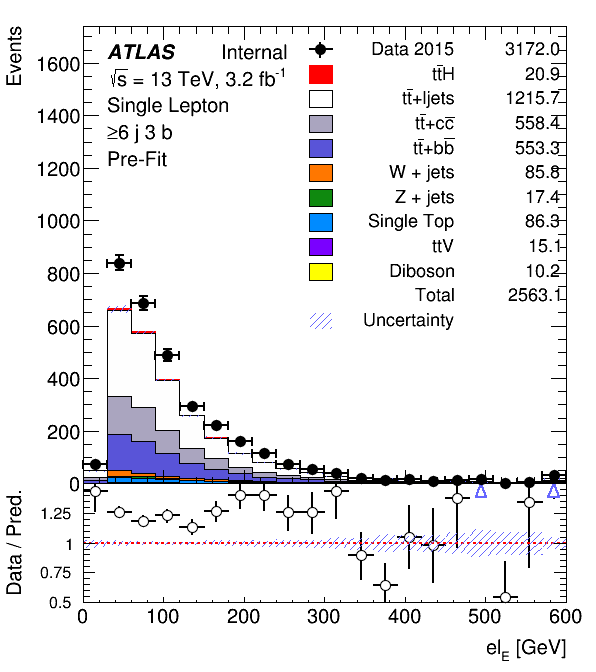 Events
1600
1400
1200
1000
800
600
400
200
0
ATLAS Internal
√s = 13 TeV, 3.2 fb⁻¹
Single Lepton
≥6 j 3 b
Pre-Fit
Data 2015 3172.0
tt̄H 20.9
tt̄+ljets 1215.7
tt̄+cc̄ 558.4
tt̄+bb̄ 553.3
W + jets 85.8
Z + jets 17.4
Single Top 86.3
ttV 15.1
Diboson 10.2
Total 2563.1
Uncertainty
Data / Pred.
1.25
1
0.75
0.5
0 100 200 300 400 500 600
el_E [GeV]